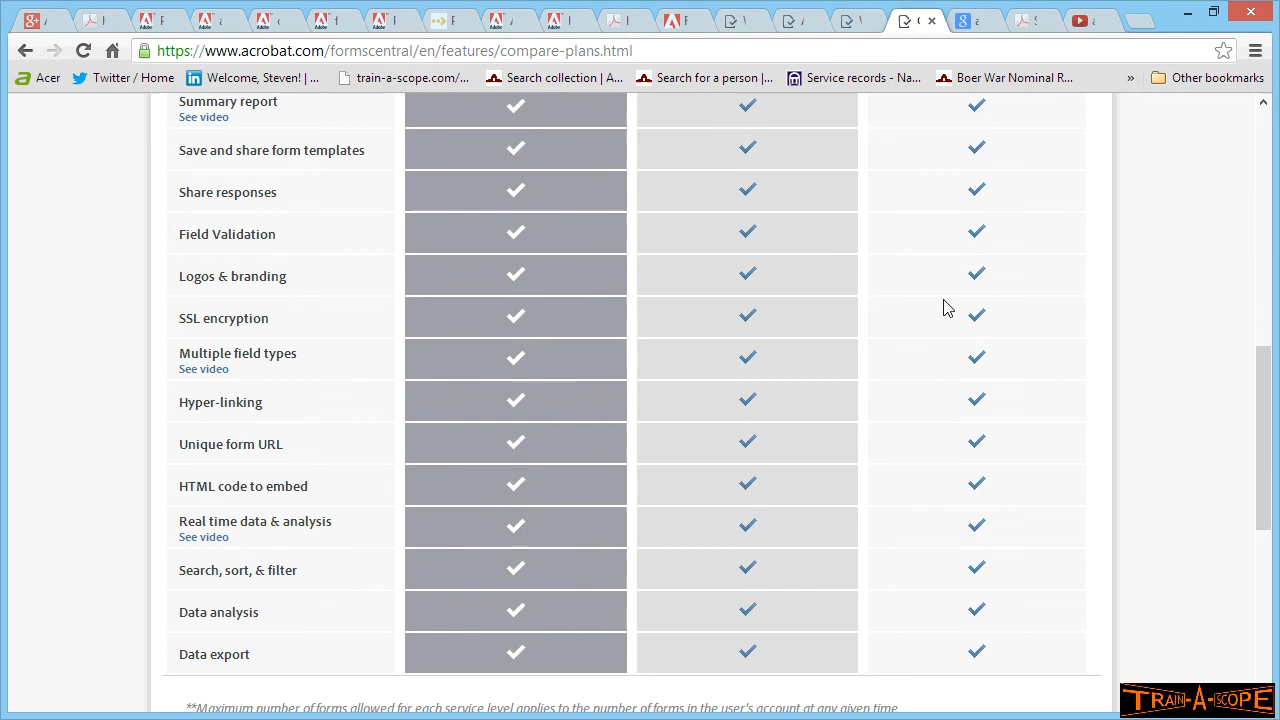 https://www.acrobat.com/formscentral/en/features/compare-plans.html
Acer
Twitter / Home
Welcome, Steven! | ...
train-a-scope.com/...
Search collection | A...
Search for a person |...
Service records - Na...
Boer War Nominal R...
»
Other bookmarks
Summary report
See video
Save and share form templates
Share responses
Field Validation
Logos & branding
SSL encryption
Multiple field types
See video
Hyper-linking
Unique form URL
HTML code to embed
Real time data & analysis
See video
Search, sort, & filter
Data analysis
Data export
**Maximum number of forms allowed for each service level applies to the number of forms in the user's account at any given time
TRAIN-A-SCOPE